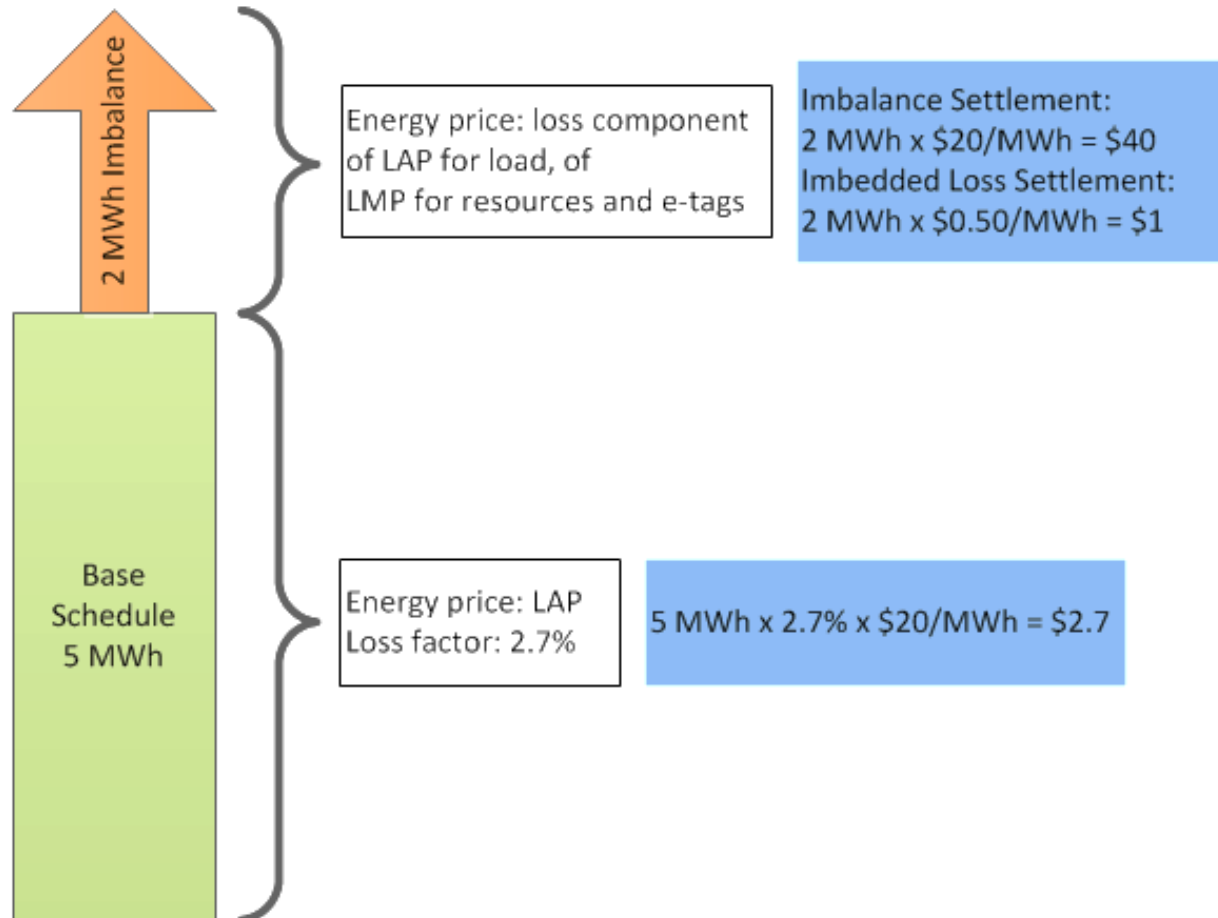 2 MWh Imbalance
Energy price: loss component
of LAP for load, of
LMP for resources and e-tags
Imbalance Settlement:
2 MWh x $20/MWh = $40
Imbedded Loss Settlement:
2 MWh x $0.50/MWh = $1
Base
Schedule
5 MWh
Energy price: LAP
Loss factor: 2.7%
5 MWh x 2.7% x $20/MWh = $2.7